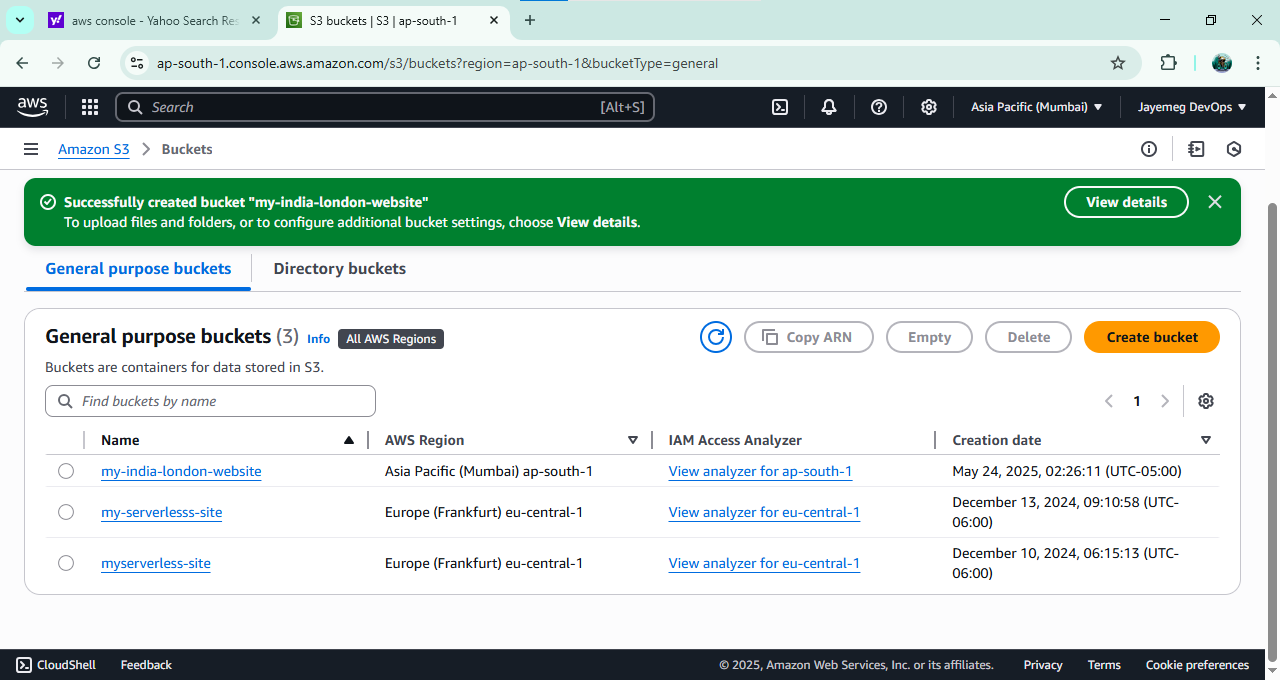 aws console - Yahoo Search Res
S3 buckets | S3 | ap-south-1
ap-south-1.console.aws.amazon.com/s3/buckets?region=ap-south-1&bucketType=general
aws
Search
[Alt+S]
Asia Pacific (Mumbai)
Jayemeg DevOps
Amazon S3
Buckets
Successfully created bucket "my-india-london-website"
To upload files and folders, or to configure additional bucket settings, choose View details.
View details
General purpose buckets
Directory buckets
General purpose buckets (3) Info All AWS Regions
Copy ARN
Empty
Delete
Create bucket
Buckets are containers for data stored in S3.
Find buckets by name
1
Name
AWS Region
IAM Access Analyzer
Creation date
my-india-london-website
Asia Pacific (Mumbai) ap-south-1
View analyzer for ap-south-1
May 24, 2025, 02:26:11 (UTC-05:00)
my-serverlesss-site
Europe (Frankfurt) eu-central-1
View analyzer for eu-central-1
December 13, 2024, 09:10:58 (UTC-
06:00)
myserverless-site
Europe (Frankfurt) eu-central-1
View analyzer for eu-central-1
December 10, 2024, 06:15:13 (UTC-
06:00)
CloudShell
Feedback
© 2025, Amazon Web Services, Inc. or its affiliates.
Privacy
Terms
Cookie preferences